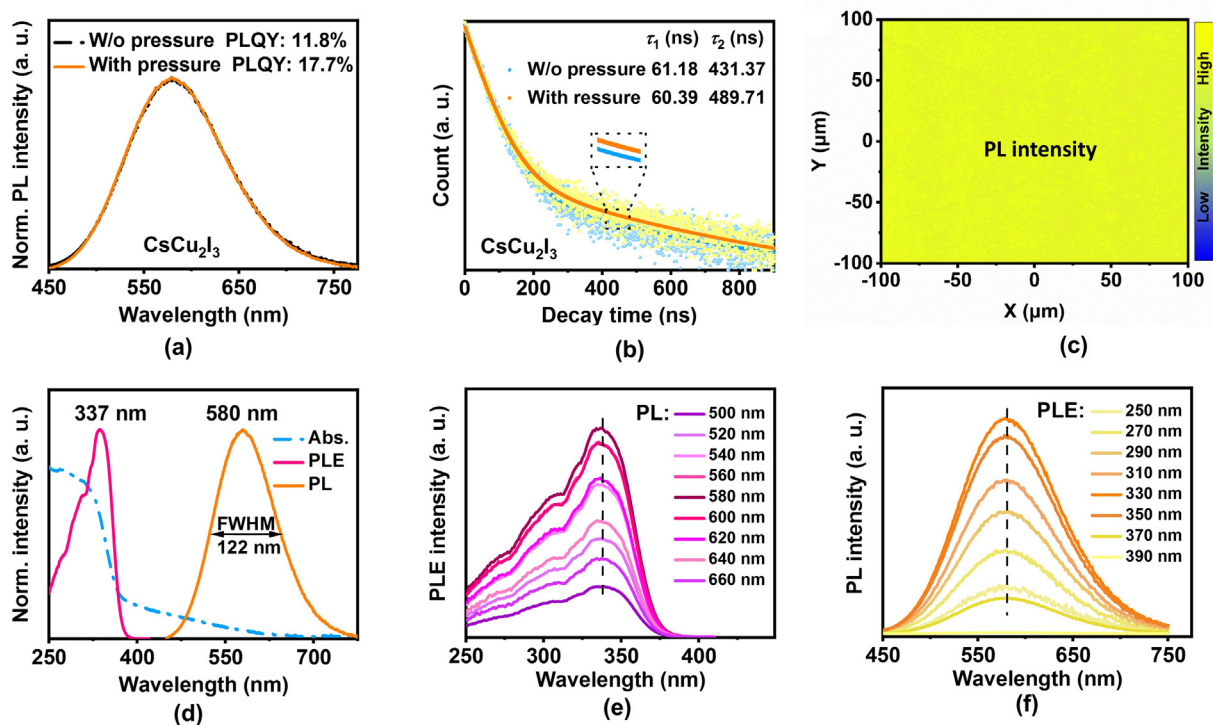 W/o pressure PLQY: 11.8%
With pressure PLQY: 17.7%
CsCu₂I₃
Norm. PL intensity (a. u.)
450 550 650 750
Wavelength (nm)
(a)
τ₁ (ns) τ₂ (ns)
W/o pressure 61.18 431.37
With ressure 60.39 489.71
CsCu₂I₃
Count (a. u.)
0 200 400 600 800
Decay time (ns)
(b)
100
50
0
-50
-100
Y (µm)
PL intensity
-100 -50 0 50 100
X (µm)
Low Intensity High
(c)
337 nm 580 nm
Abs.
PLE
PL
FWHM
122 nm
Norm. intensity (a. u.)
250 400 550 700
Wavelength (nm)
(d)
PL:
500 nm
520 nm
540 nm
560 nm
580 nm
600 nm
620 nm
640 nm
660 nm
PLE intensity (a. u.)
250 300 350 400
Wavelength (nm)
(e)
PLE:
250 nm
270 nm
290 nm
310 nm
330 nm
350 nm
370 nm
390 nm
PL intensity (a. u.)
450 550 650 750
Wavelength (nm)
(f)